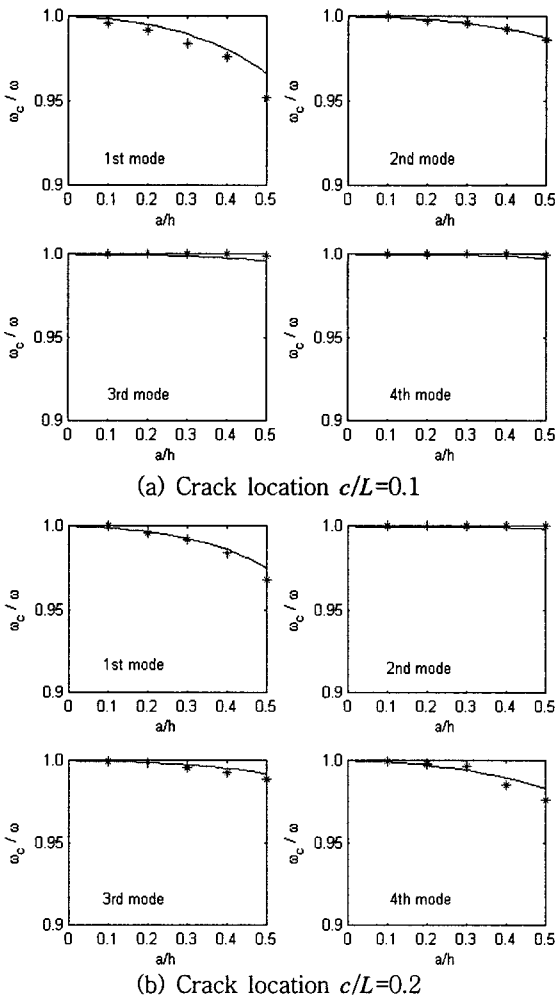 1.0
0.95
0.9
ω_c / ω
1st mode
0 0.1 0.2 0.3 0.4 0.5
a/h
1.0
0.95
0.9
ω_c / ω
2nd mode
0 0.1 0.2 0.3 0.4 0.5
a/h
1.0
0.95
0.9
ω_c / ω
3rd mode
0 0.1 0.2 0.3 0.4 0.5
a/h
1.0
0.95
0.9
ω_c / ω
4th mode
0 0.1 0.2 0.3 0.4 0.5
a/h
(a) Crack location c/L=0.1
1.0
0.95
0.9
ω_c / ω
1st mode
0 0.1 0.2 0.3 0.4 0.5
a/h
1.0
0.95
0.9
ω_c / ω
2nd mode
0 0.1 0.2 0.3 0.4 0.5
a/h
1.0
0.95
0.9
ω_c / ω
3rd mode
0 0.1 0.2 0.3 0.4 0.5
a/h
1.0
0.95
0.9
ω_c / ω
4th mode
0 0.1 0.2 0.3 0.4 0.5
a/h
(b) Crack location c/L=0.2